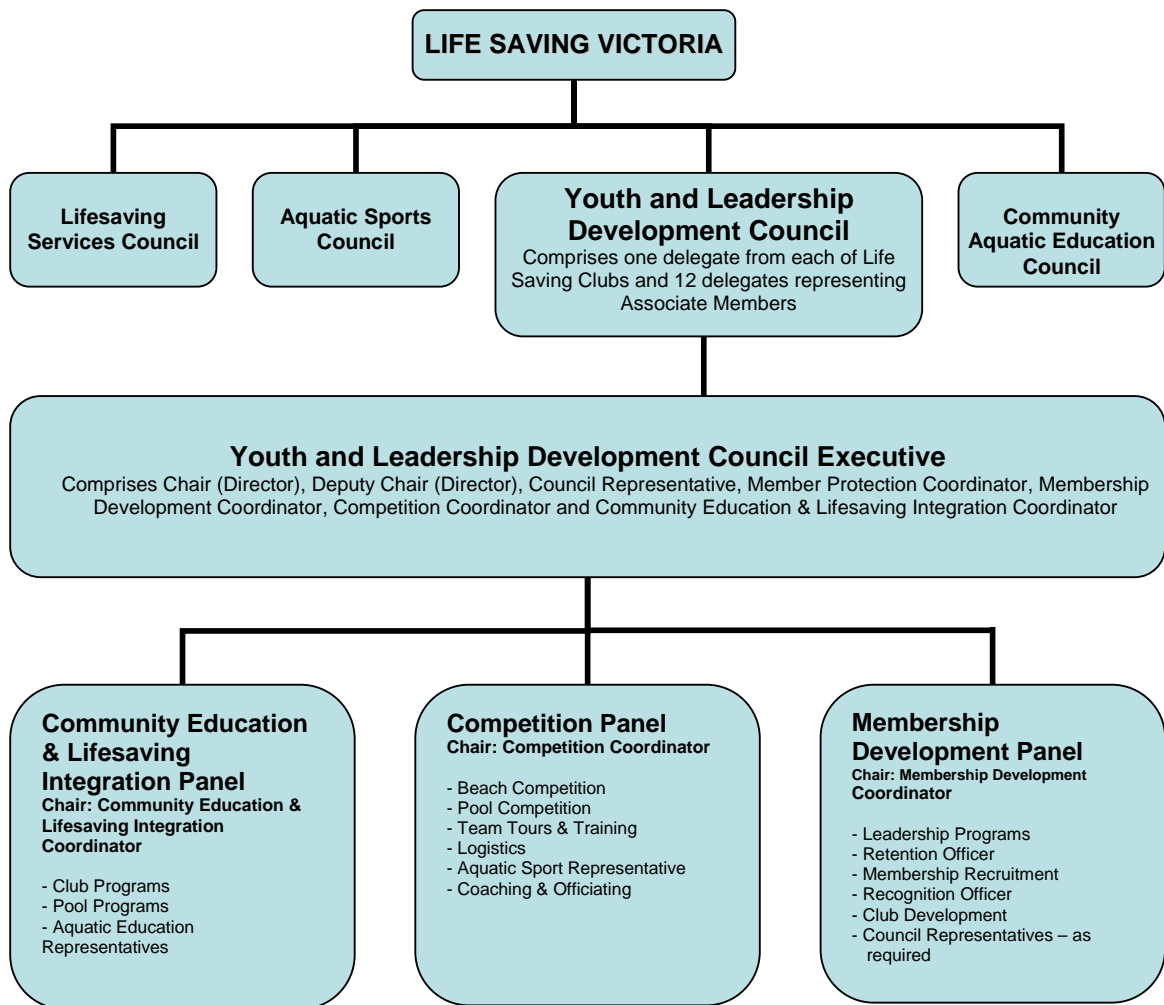 LIFE SAVING VICTORIA
Lifesaving
Services Council
Aquatic Sports
Council
Youth and Leadership
Development Council
Comprises one delegate from each of Life
Saving Clubs and 12 delegates representing
Associate Members
Community
Aquatic Education
Council
Youth and Leadership Development Council Executive
Comprises Chair (Director), Deputy Chair (Director), Council Representative, Member Protection Coordinator, Membership
Development Coordinator, Competition Coordinator and Community Education & Lifesaving Integration Coordinator
Community Education
& Lifesaving
Integration Panel
Chair: Community Education &
Lifesaving Integration
Coordinator
- Club Programs
- Pool Programs
- Aquatic Education
Representatives
Competition Panel
Chair: Competition Coordinator
- Beach Competition
- Pool Competition
- Team Tours & Training
- Logistics
- Aquatic Sport Representative
- Coaching & Officiating
Membership
Development Panel
Chair: Membership Development
Coordinator
- Leadership Programs
- Retention Officer
- Membership Recruitment
- Recognition Officer
- Club Development
- Council Representatives – as
required